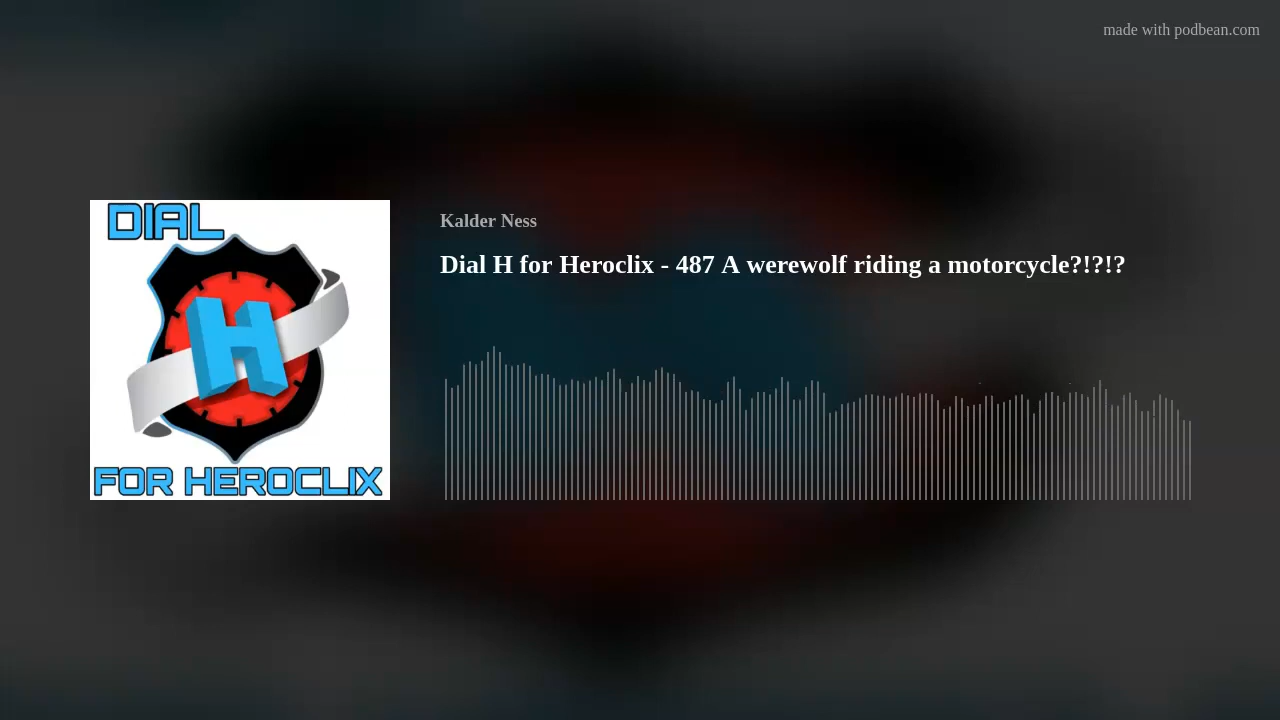 made with podbean.com
DIAL
H
FOR HEROCLIX
Kalder Ness
Dial H for Heroclix - 487 A werewolf riding a motorcycle?!?!?